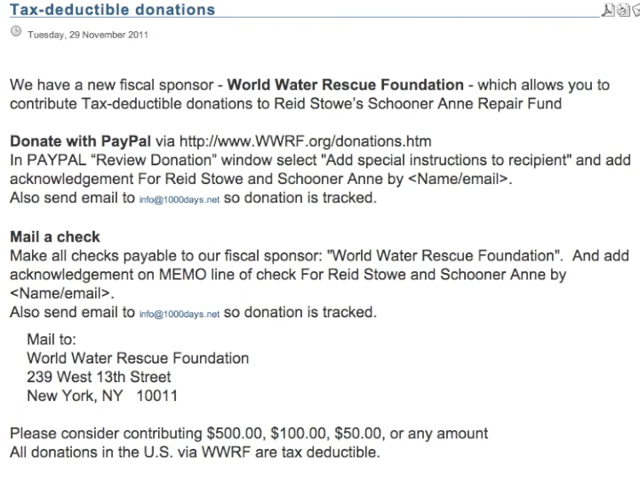 Tax-deductible donations
Tuesday, 29 November 2011
We have a new fiscal sponsor - World Water Rescue Foundation - which allows you to
contribute Tax-deductible donations to Reid Stowe's Schooner Anne Repair Fund
Donate with PayPal via http://www.WWRF.org/donations.htm
In PAYPAL “Review Donation” window select "Add special instructions to recipient" and add
acknowledgement For Reid Stowe and Schooner Anne by <Name/email>.
Also send email to info@1000days.net so donation is tracked.
Mail a check
Make all checks payable to our fiscal sponsor: "World Water Rescue Foundation".  And add
acknowledgement on MEMO line of check For Reid Stowe and Schooner Anne by
<Name/email>.
Also send email to info@1000days.net so donation is tracked.
Mail to:
World Water Rescue Foundation
239 West 13th Street
New York, NY   10011
Please consider contributing $500.00, $100.00, $50.00, or any amount
All donations in the U.S. via WWRF are tax deductible.